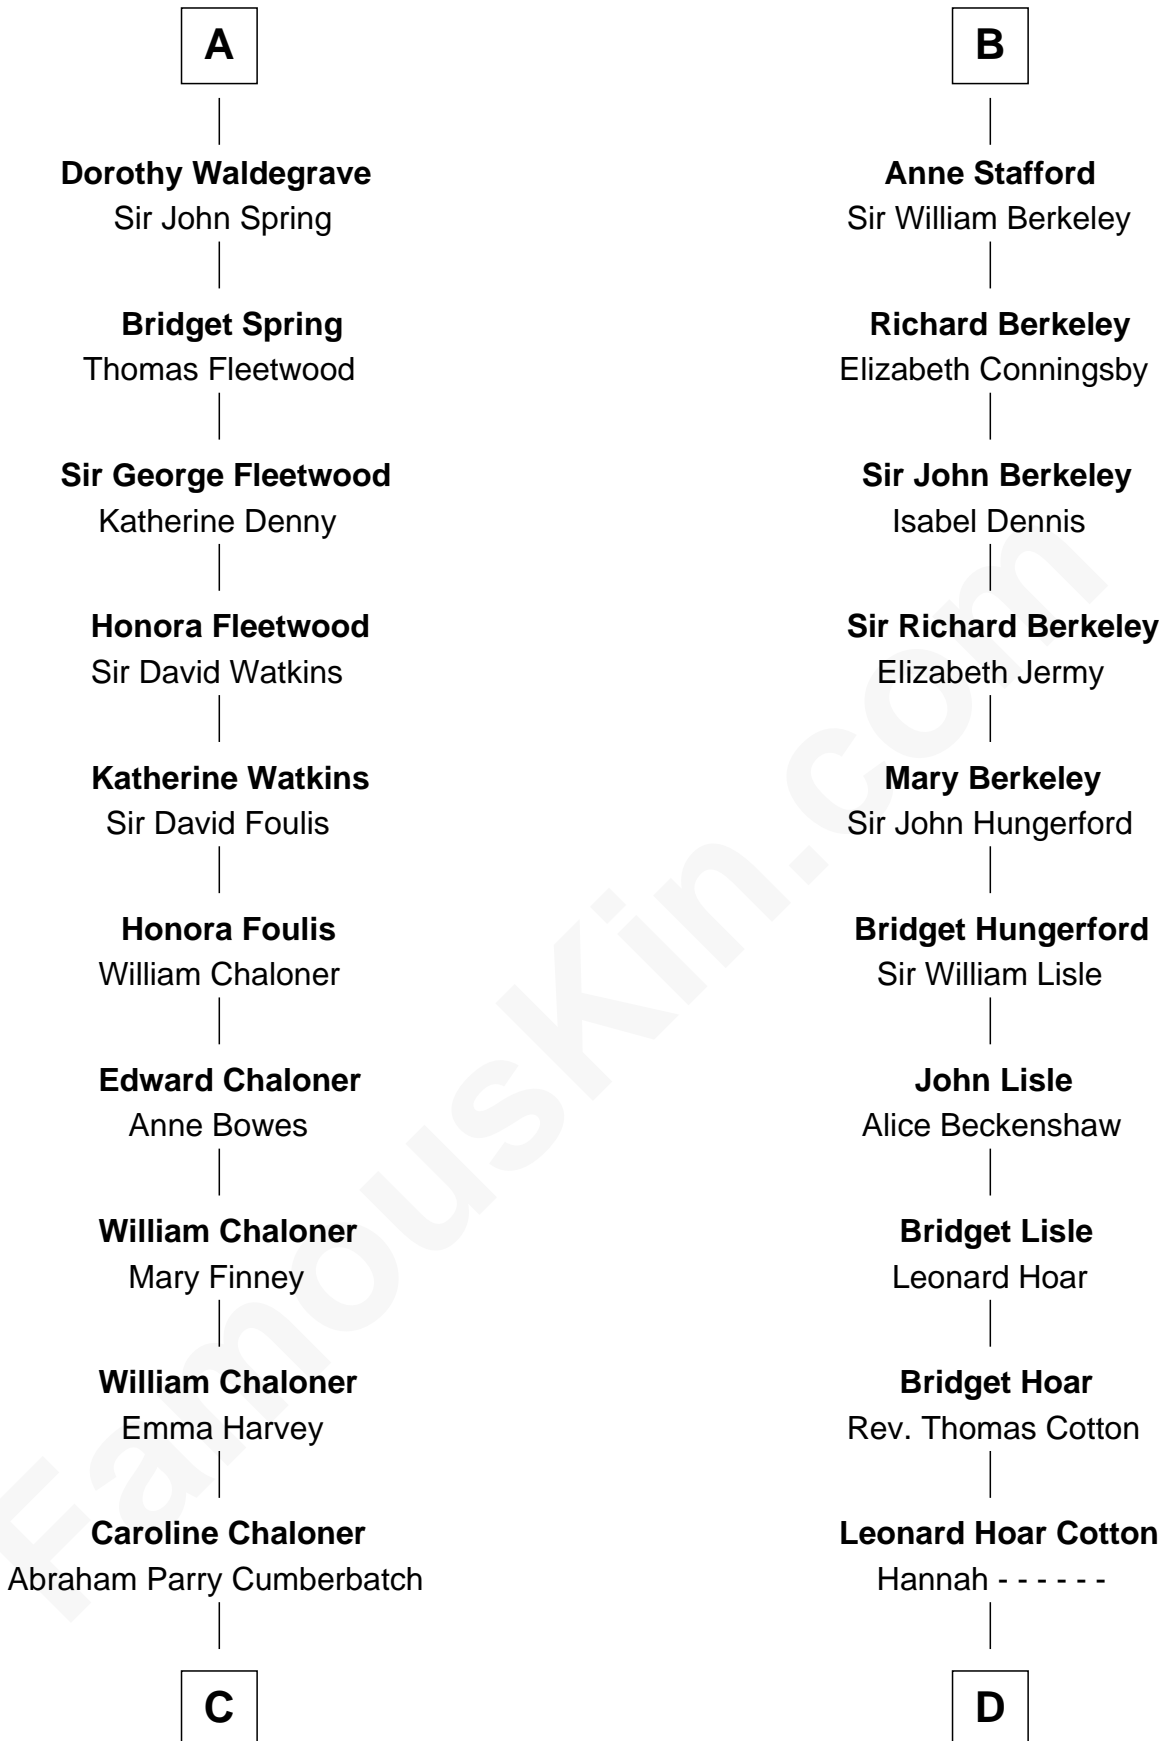 A
Dorothy Waldegrave
Sir John Spring
Bridget Spring
Thomas Fleetwood
Sir George Fleetwood
Katherine Denny
Honora Fleetwood
Sir David Watkins
Katherine Watkins
Sir David Foulis
Honora Foulis
William Chaloner
Edward Chaloner
Anne Bowes
William Chaloner
Mary Finney
William Chaloner
Emma Harvey
Caroline Chaloner
Abraham Parry Cumberbatch
C
B
Anne Stafford
Sir William Berkeley
Richard Berkeley
Elizabeth Conningsby
Sir John Berkeley
Isabel Dennis
Sir Richard Berkeley
Elizabeth Jermy
Mary Berkeley
Sir John Hungerford
Bridget Hungerford
Sir William Lisle
John Lisle
Alice Beckenshaw
Bridget Lisle
Leonard Hoar
Bridget Hoar
Rev. Thomas Cotton
Leonard Hoar Cotton
Hannah - - - - - -
D
FamousKin.com